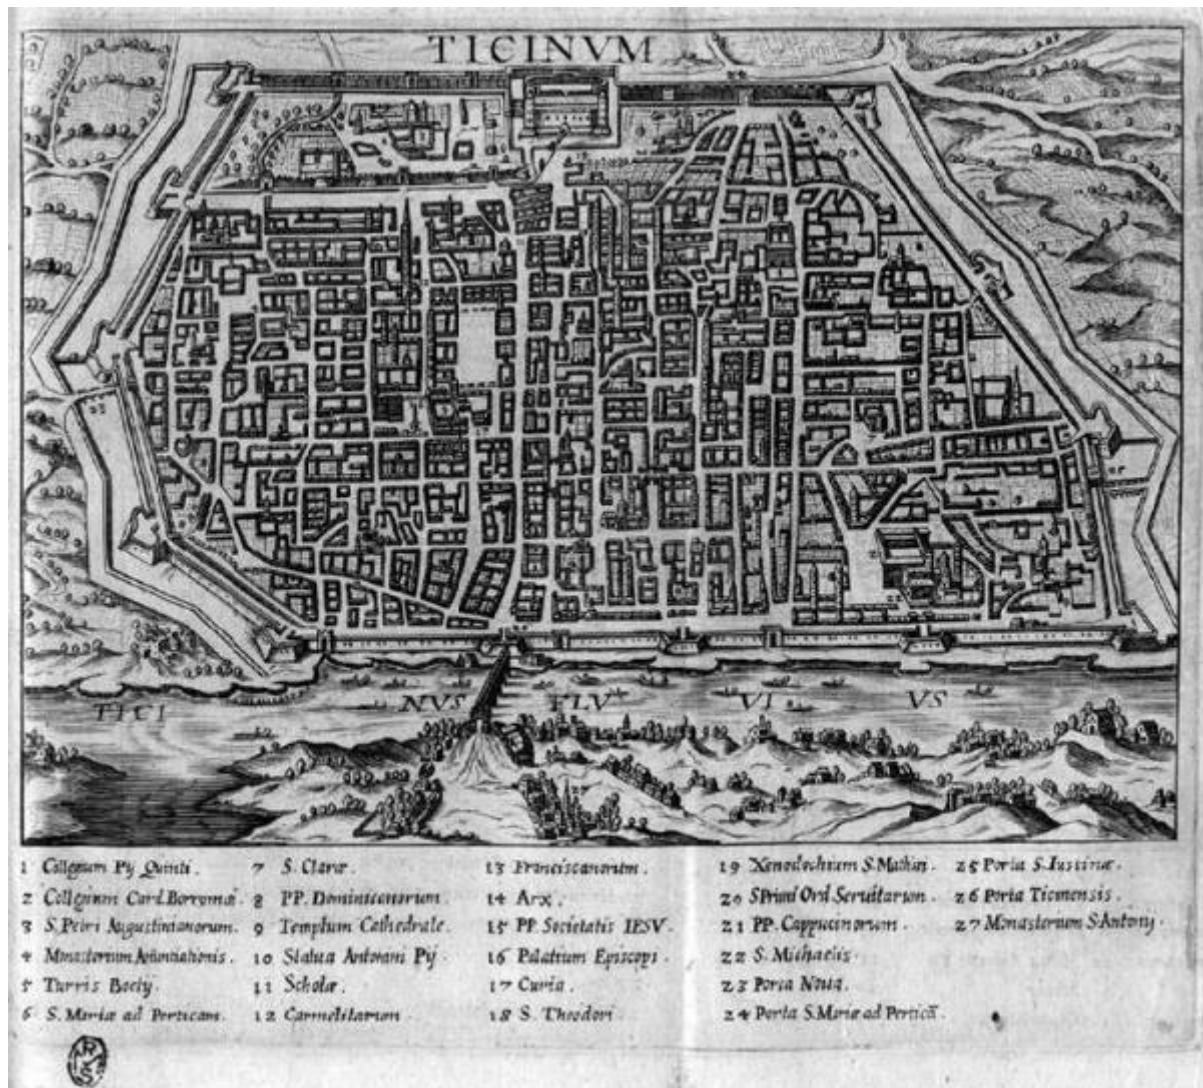 TICINVM
TICI NVS FLV VI VS
1 Collegium Pij Quinti.
2 Collegium Card. Borromæi.
3 S. Petri Augustinianorum.
4 Monasterium Anuntiationis.
5 Turris Boetij.
6 S. Mariæ ad Perticam.
7 S. Claræ.
8 PP. Dominicanorum.
9 Templum Cathedrale.
10 Statua Antonini Pij
11 Scholæ.
12 Carmelitarum
13 Franciscanorum.
14 Arx.
15 PP. Societatis IESV.
16 Palatium Episcopi.
17 Curia.
18 S. Theodori
19 Xenodochium S. Mathæi.
20 S. Primi Ord. Seruitarum.
21 PP. Cappucinorum.
22 S. Michaelis
23 Porta Noua.
24 Porta S. Mariæ ad Perticā.
25 Porta S. Iustinæ.
26 Porta Ticinensis.
27 Monasterium S. Antonij.